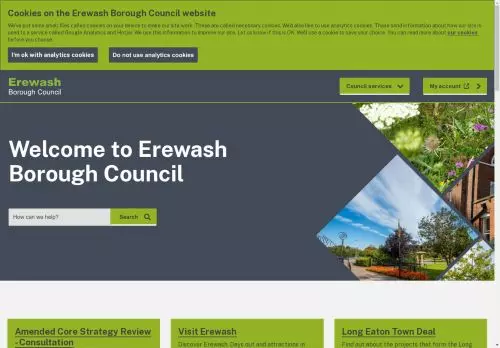 Cookies on the Erewash Borough Council website
We've put some small files called cookies on your device to make our site work. These are called necessary cookies. We'd also like to use analytics cookies. These send information about how our site is
used to a service called Google Analytics and Hotjar. We use this information to improve our site. Let us know if this is OK. We'll use a cookie to save your choice. You can read more about our cookies
before you choose.
I'm ok with analytics cookies
Do not use analytics cookies
Erewash
Borough Council
Council services
My account
Welcome to Erewash
Borough Council
How can we help?
Search
Amended Core Strategy Review
- Consultation
Visit Erewash
Discover Erewash. Days out and attractions in
Long Eaton Town Deal
Find out about the projects that form the Long